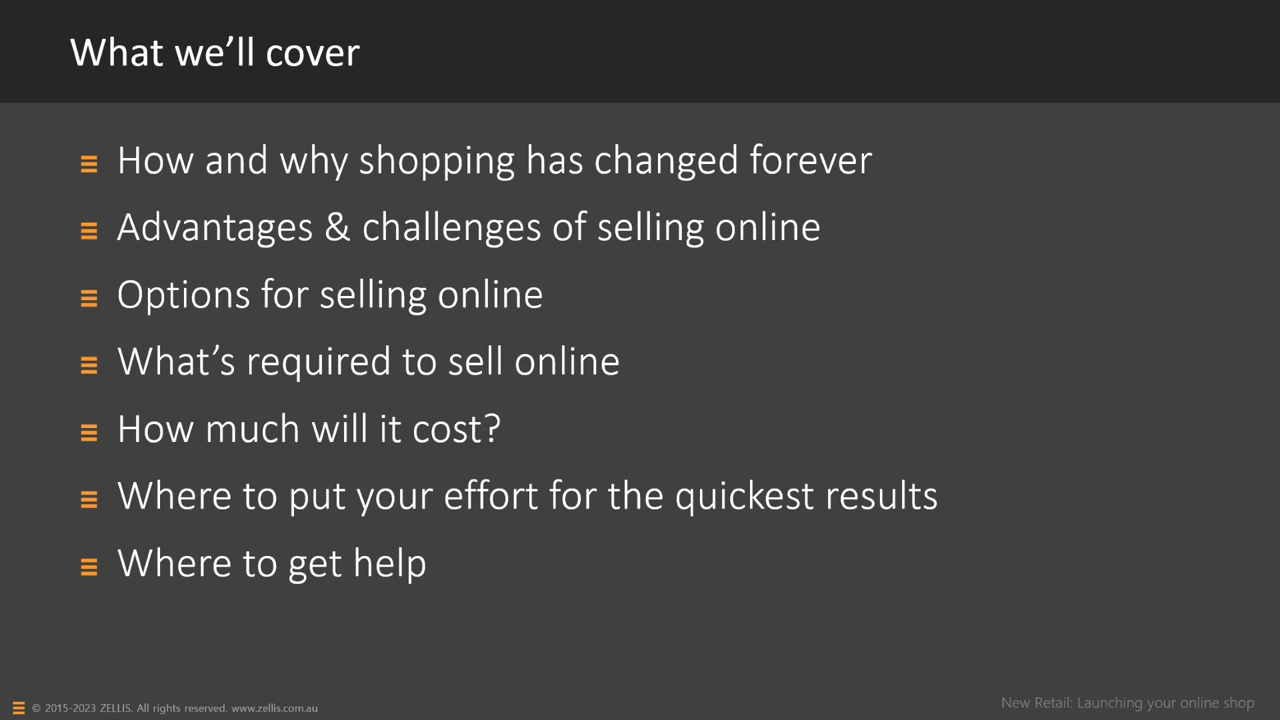 What we’ll cover
How and why shopping has changed forever
Advantages & challenges of selling online
Options for selling online
What’s required to sell online
How much will it cost?
Where to put your effort for the quickest results
Where to get help
© 2015-2023 ZELLIS. All rights reserved. www.zellis.com.au
New Retail: Launching your online shop